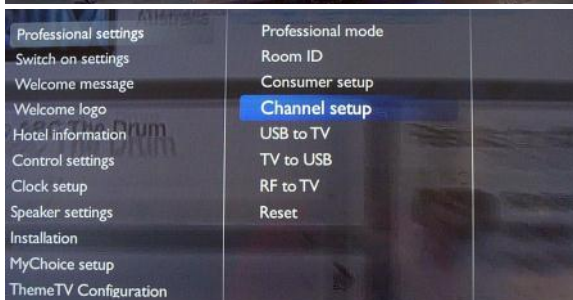 Professional settings
Switch on settings
Welcome message
Welcome logo
Hotel information
Control settings
Clock setup
Speaker settings
Installation
MyChoice setup
ThemeTV Configuration
Professional mode
Room ID
Consumer setup
Channel setup
USB to TV
TV to USB
RF to TV
Reset